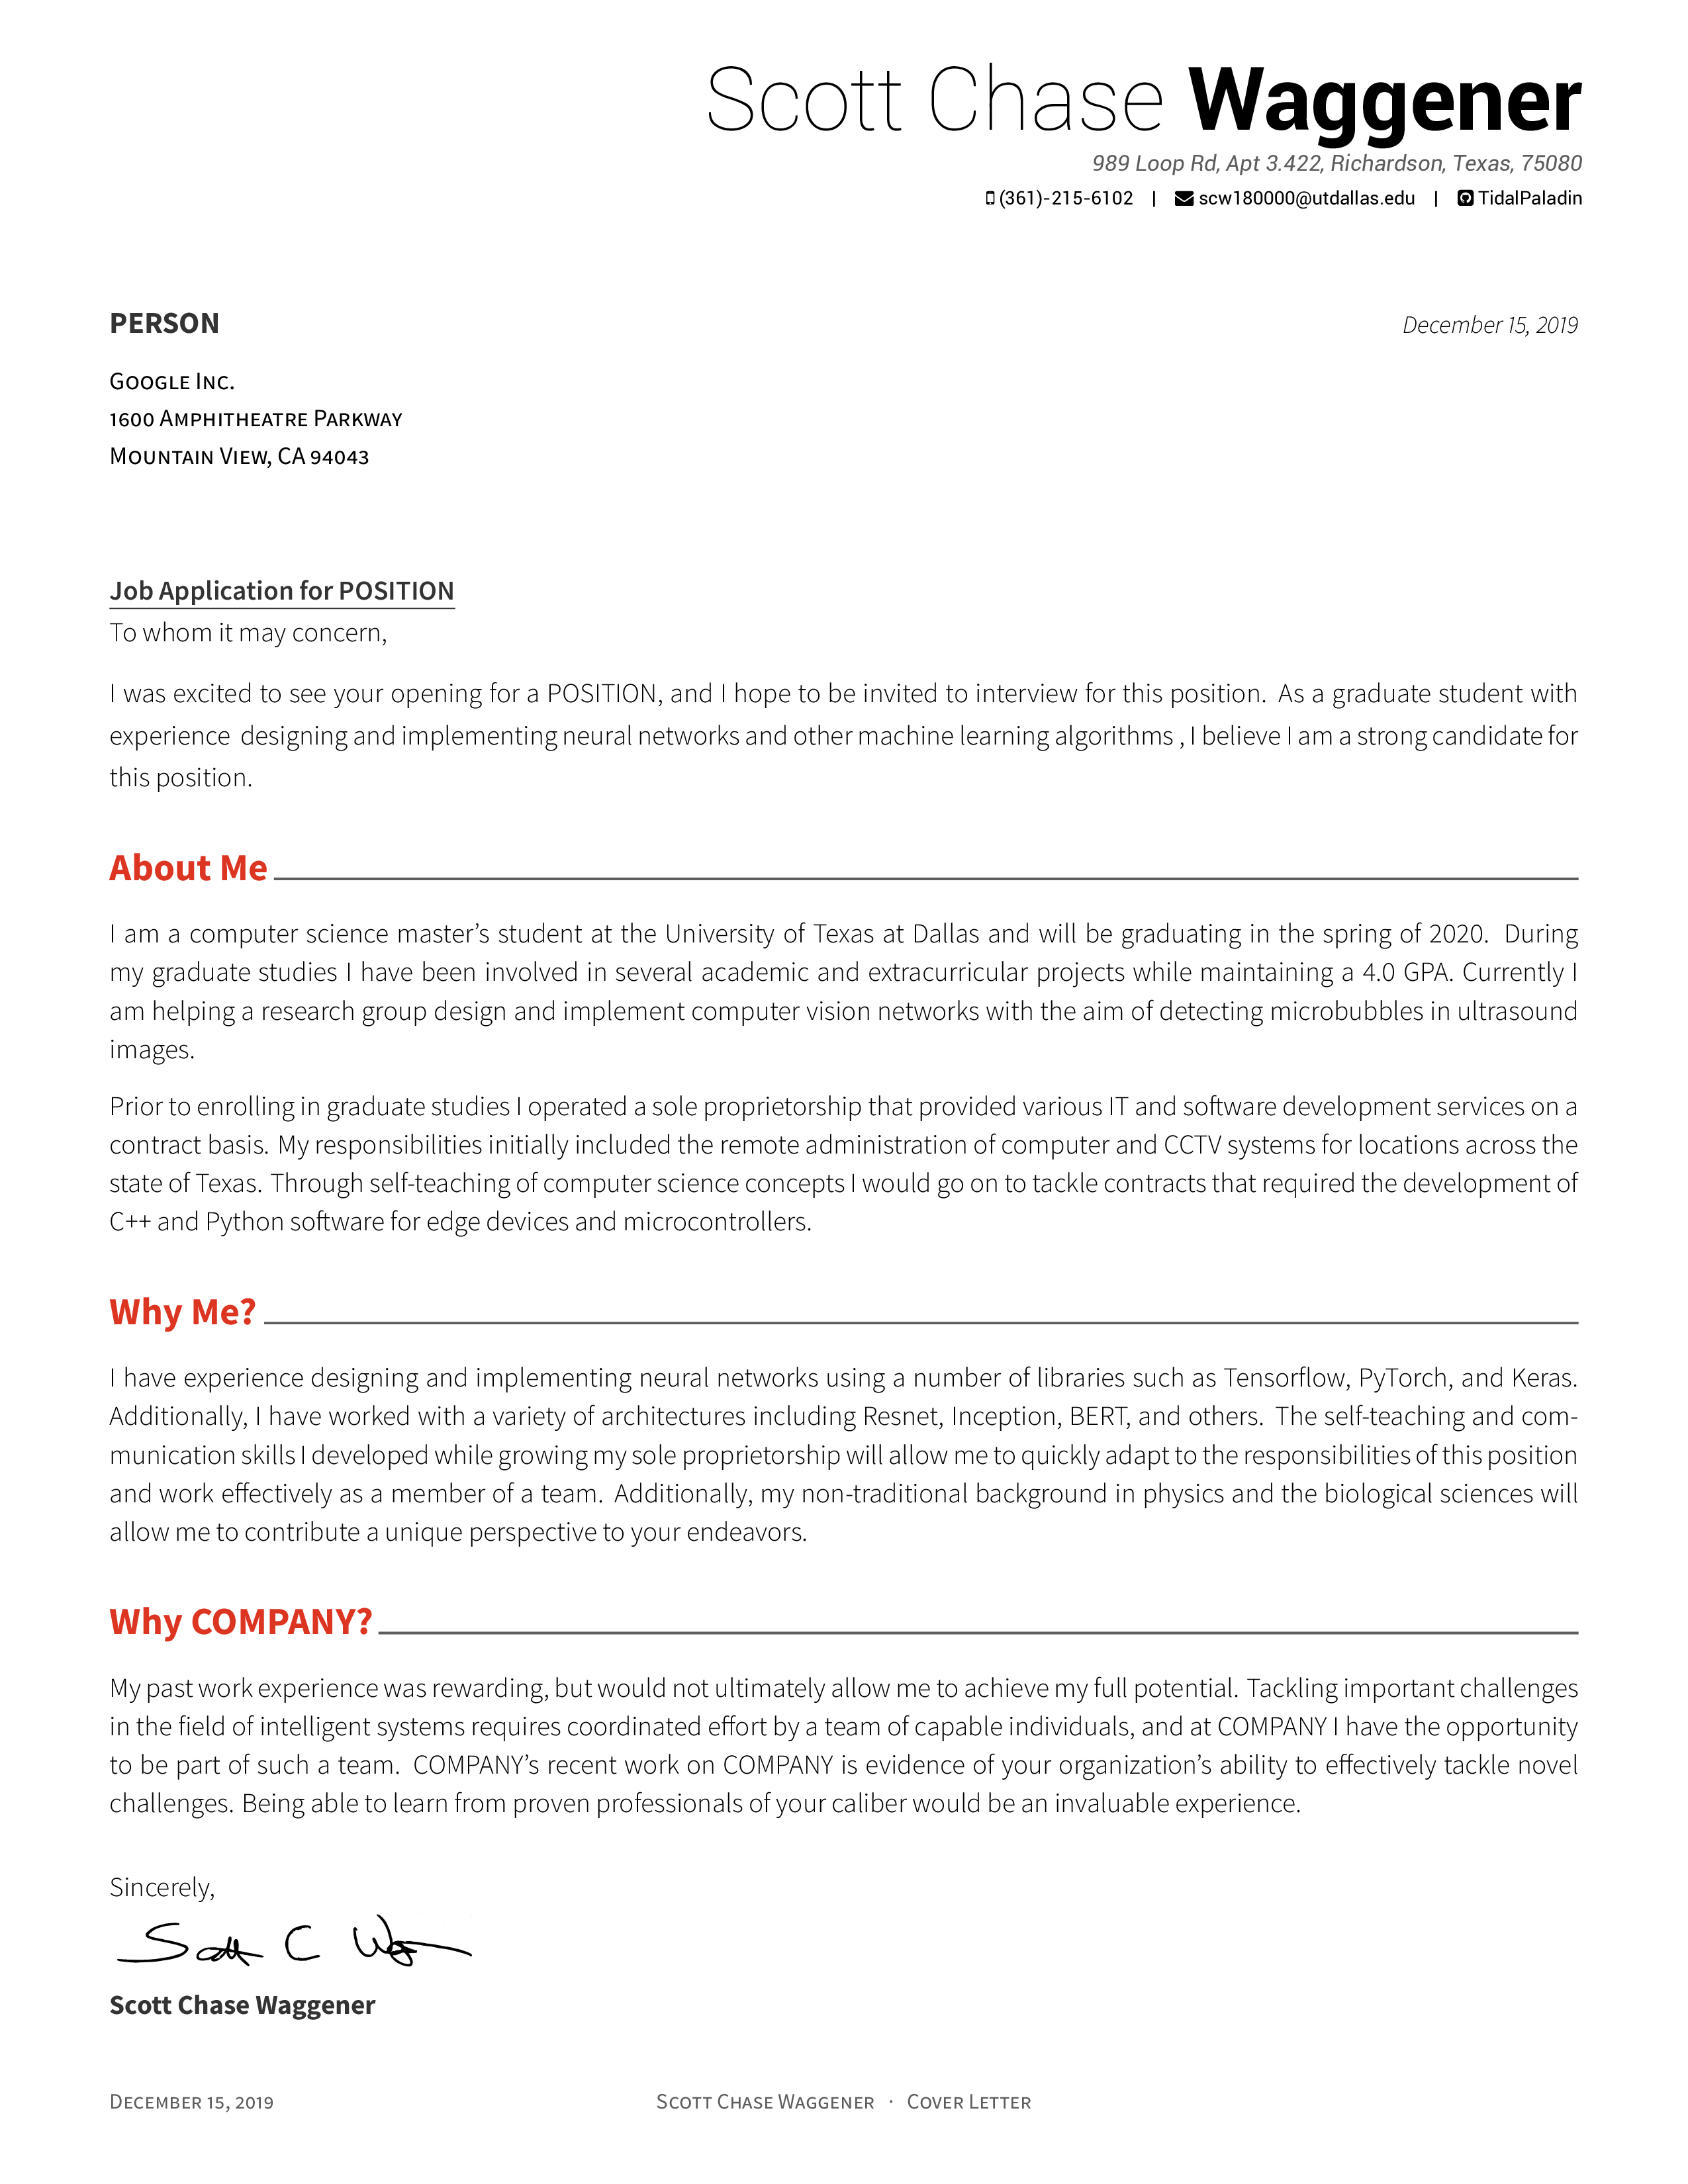 Scott Chase Waggener
989 Loop Rd, Apt 3.422, Richardson, Texas, 75080
(361)-215-6102 | scw180000@utdallas.edu | TidalPaladin
PERSON
December 15, 2019
Google Inc.
1600 Amphitheatre Parkway
Mountain View, CA 94043
Job Application for POSITION
To whom it may concern,
I was excited to see your opening for a POSITION, and I hope to be invited to interview for this position. As a graduate student with
experience designing and implementing neural networks and other machine learning algorithms , I believe I am a strong candidate for
this position.
About Me
I am a computer science master’s student at the University of Texas at Dallas and will be graduating in the spring of 2020. During
my graduate studies I have been involved in several academic and extracurricular projects while maintaining a 4.0 GPA. Currently I
am helping a research group design and implement computer vision networks with the aim of detecting microbubbles in ultrasound
images.
Prior to enrolling in graduate studies I operated a sole proprietorship that provided various IT and software development services on a
contract basis. My responsibilities initially included the remote administration of computer and CCTV systems for locations across the
state of Texas. Through self-teaching of computer science concepts I would go on to tackle contracts that required the development of
C++ and Python software for edge devices and microcontrollers.
Why Me?
I have experience designing and implementing neural networks using a number of libraries such as Tensorflow, PyTorch, and Keras.
Additionally, I have worked with a variety of architectures including Resnet, Inception, BERT, and others. The self-teaching and com-
munication skills I developed while growing my sole proprietorship will allow me to quickly adapt to the responsibilities of this position
and work effectively as a member of a team. Additionally, my non-traditional background in physics and the biological sciences will
allow me to contribute a unique perspective to your endeavors.
Why COMPANY?
My past work experience was rewarding, but would not ultimately allow me to achieve my full potential. Tackling important challenges
in the field of intelligent systems requires coordinated effort by a team of capable individuals, and at COMPANY I have the opportunity
to be part of such a team. COMPANY’s recent work on COMPANY is evidence of your organization’s ability to effectively tackle novel
challenges. Being able to learn from proven professionals of your caliber would be an invaluable experience.
Sincerely,
Scott C
Scott Chase Waggener
December 15, 2019
Scott Chase Waggener · Cover Letter